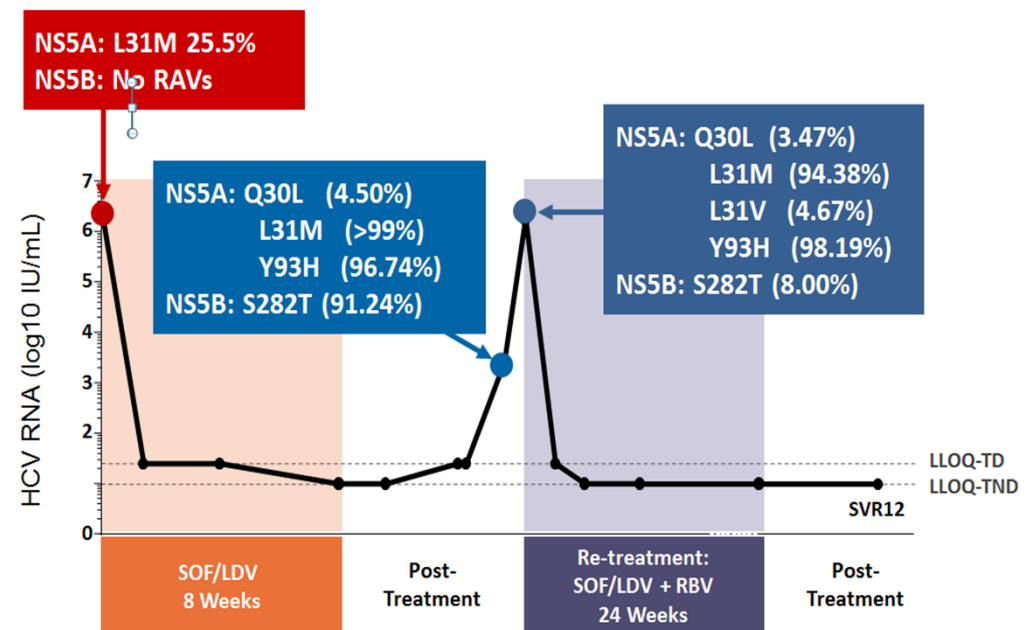 NS5A: L31M 25.5%
NS5B: No RAVs
NS5A: Q30L (4.50%)
L31M (>99%)
Y93H (96.74%)
NS5B: S282T (91.24%)
NS5A: Q30L (3.47%)
L31M (94.38%)
L31V (4.67%)
Y93H (98.19%)
NS5B: S282T (8.00%)
HCV RNA (log10 IU/mL)
7
6
5
4
3
2
1
0
LLOQ-TD
LLOQ-TND
SVR12
SOF/LDV
8 Weeks
Post-
Treatment
Re-treatment:
SOF/LDV + RBV
24 Weeks
Post-
Treatment